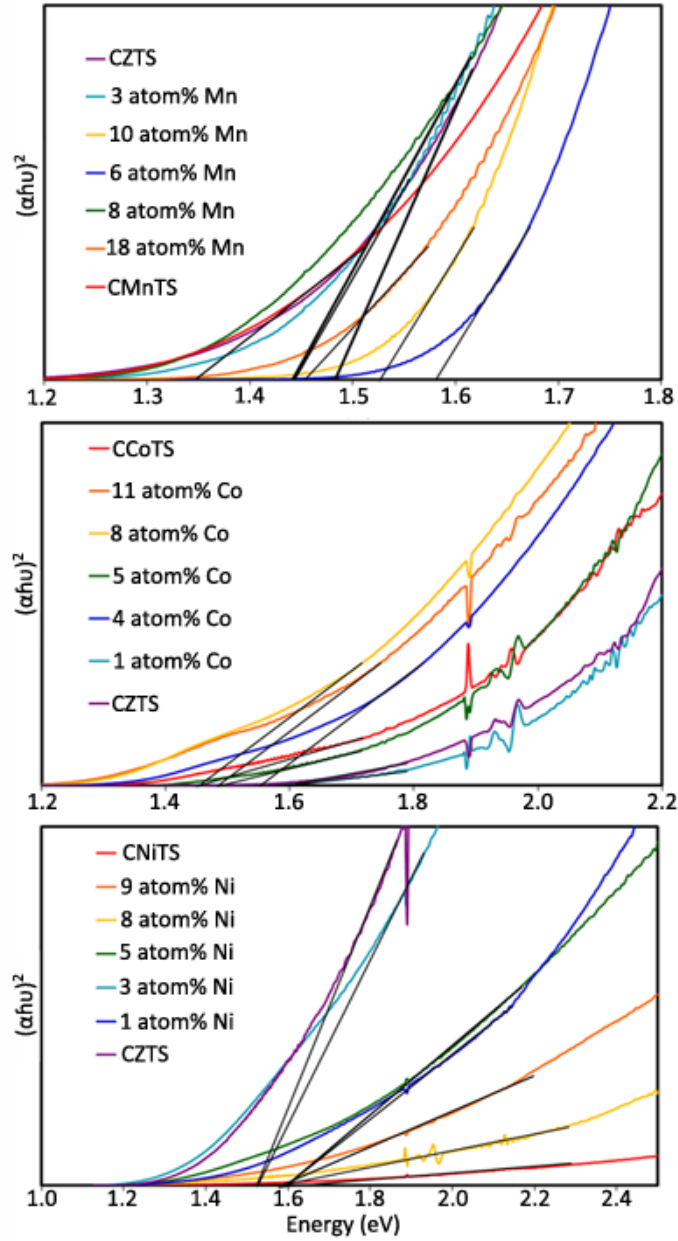 CZTS
3 atom% Mn
10 atom% Mn
6 atom% Mn
8 atom% Mn
18 atom% Mn
CMnTS
(αħυ)²
1.2 1.3 1.4 1.5 1.6 1.7 1.8
CCoTS
11 atom% Co
8 atom% Co
5 atom% Co
4 atom% Co
1 atom% Co
CZTS
(αħυ)²
1.2 1.4 1.6 1.8 2.0 2.2
CNiTS
9 atom% Ni
8 atom% Ni
5 atom% Ni
3 atom% Ni
1 atom% Ni
CZTS
(αħυ)²
1.0 1.2 1.4 1.6 1.8 2.0 2.2 2.4
Energy (eV)